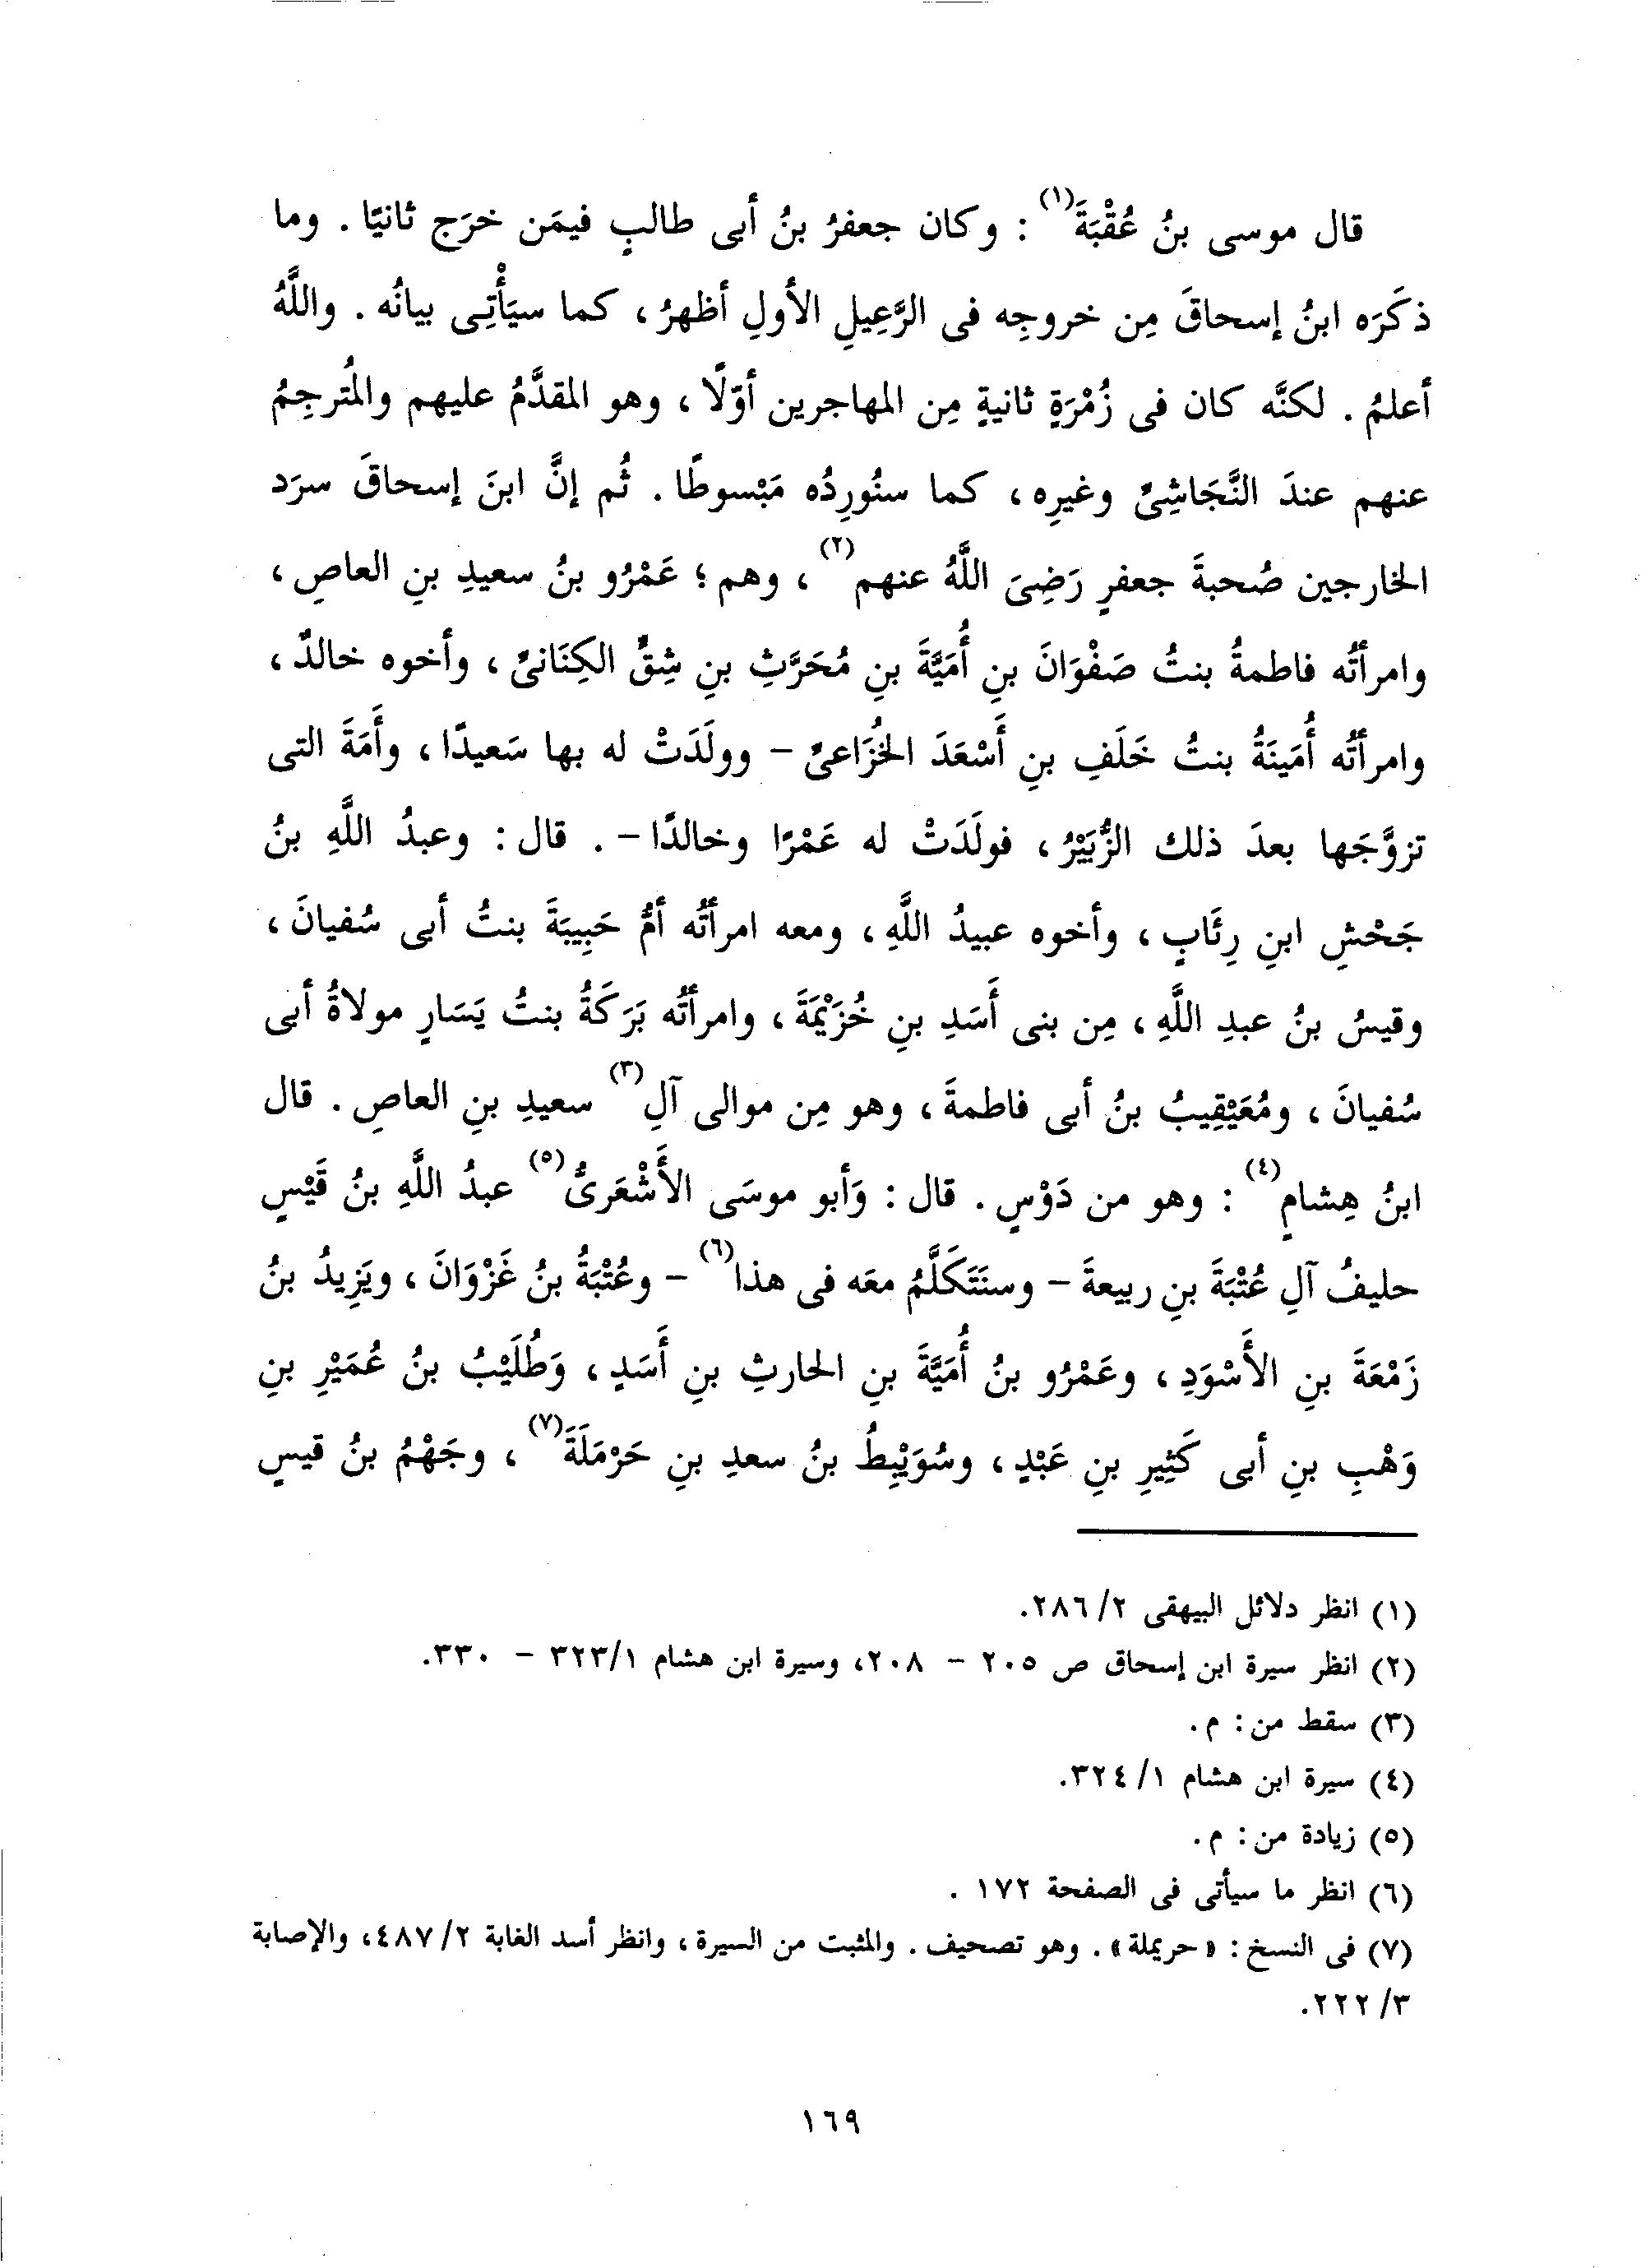 قال موسى بنُ عُقْبَةَ(١) : وكان جعفرُ بنُ أبى طالبٍ فيمَن خرَج ثانيًا . وما
ذكَرَه ابنُ إسحاقَ مِن خروجِه فى الرَّعِيلِ الأولِ أظهرُ ، كما سيَأْتِى بيانُه . واللَّهُ
أعلمُ . لكنَّه كان فى زُمْرَةٍ ثانيةٍ مِن المهاجرين أوّلًا ، وهو المقدَّمُ عليهم والمُترجِمُ
عنهم عندَ النَّجَاشِىِّ وغيرِه ، كما سنُورِدُه مَبْسوطًا . ثُم إنَّ ابنَ إسحاقَ سرَد
الخارجين صُحبةَ جعفرٍ رَضِىَ اللَّهُ عنهم(٢) ، وهم ؛ عَمْرُو بنُ سعيدِ بنِ العاصِ ،
وامرأتُه فاطمةُ بنتُ صَفْوَانَ بنِ أُمَيَّةَ بنِ مُحَرَّثِ بنِ شِقٍّ الكِنَانىِّ ، وأخوه خالدٌ ،
وامرأتُه أُمَينَةُ بنتُ خَلَفِ بنِ أَسْعَدَ الخُزَاعىِّ - وولَدَتْ له بها سَعيدًا ، وأَمَةَ التى
تزوَّجَها بعدَ ذلك الزُّبَيْرُ ، فولَدَتْ له عَمْرًا وخالدًا - . قال : وعبدُ اللَّهِ بنُ
جَحْشِ ابنِ رِئَابٍ ، وأخوه عبيدُ اللَّهِ ، ومعه امرأتُه أمُّ حَبِيبَةَ بنتُ أبى سُفيانَ ،
وقيسُ بنُ عبدِ اللَّهِ ، مِن بنى أَسَدِ بنِ خُزَيْمَةَ ، وامرأتُه بَرَكَةُ بنتُ يَسَارٍ مولاةُ أبى
سُفيانَ ، ومُعَيْقِيبُ بنُ أبى فاطمةَ ، وهو مِن موالى آلِ(٣) سعيدِ بنِ العاصِ . قال
ابنُ هِشامٍ(٤) : وهو من دَوْسٍ . قال : وَأبو موسَى الأَشْعَرىُّ(٥) عبدُ اللَّهِ بنُ قَيْسٍ
حليفُ آلِ عُتْبَةَ بنِ ربيعةَ - وسنَتَكَلَّمُ معَه فى هذا(٦) - وعُتْبَةُ بنُ غَزْوَانَ ، ويَزِيدُ بنُ
زَمْعَةَ بنِ الأَسْوَدِ ، وعَمْرُو بنُ أُمَيَّةَ بنِ الحارثِ بنِ أَسَدٍ ، وَطُلَيْبُ بنُ عُمَيْرِ بنِ
وَهْبِ بنِ أبى كَثِيرِ بنِ عَبْدٍ ، وسُوَيْبِطُ بنُ سعدِ بنِ حَرْمَلَةَ(٧) ، وجَهْمُ بنُ قيسٍ
(١) انظر دلائل البيهقى ٢/ ٢٨٦.
(٢) انظر سيرة ابن إسحاق ص ٢٠٥ - ٢٠٨، وسيرة ابن هشام ١/ ٣٢٣ - ٣٣٠.
(٣) سقط من : م.
(٤) سيرة ابن هشام ١/ ٣٢٤.
(٥) زيادة من : م.
(٦) انظر ما سيأتى فى الصفحة ١٧٢ .
(٧) فى النسخ : « حريملة » . وهو تصحيف . والمثبت من السيرة ، وانظر أسد الغابة ٢/ ٤٨٧، والإصابة
٣/ ٢٢٢.
١٦٩